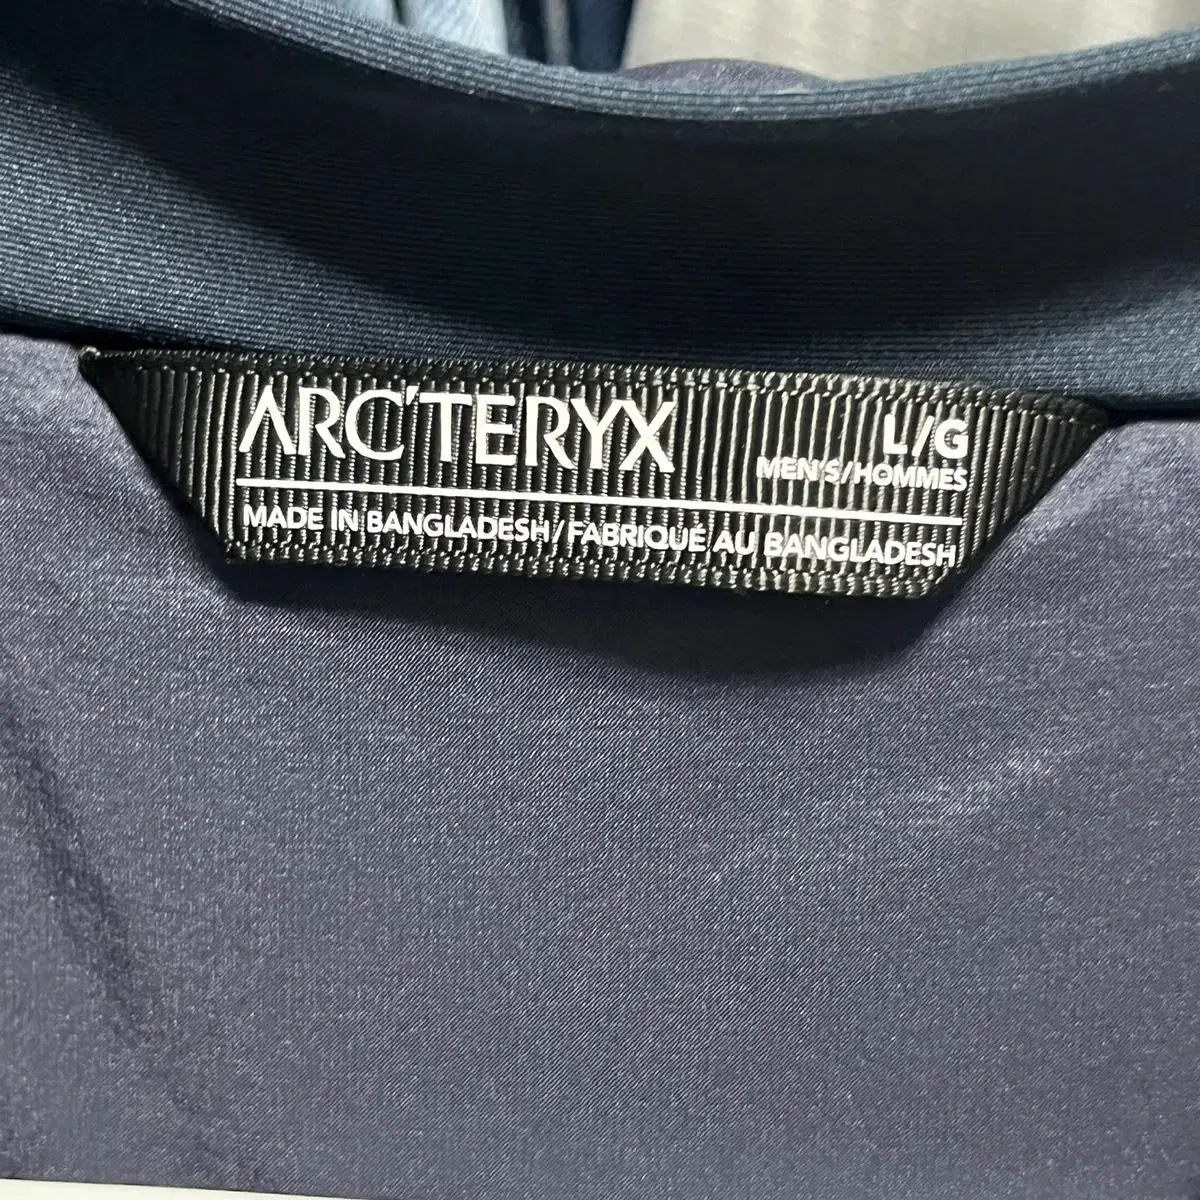 ARC'TERYX
L/G
MEN'S/HOMMES
MADE IN BANGLADESH/FABRIQUÉ AU BANGLADESH